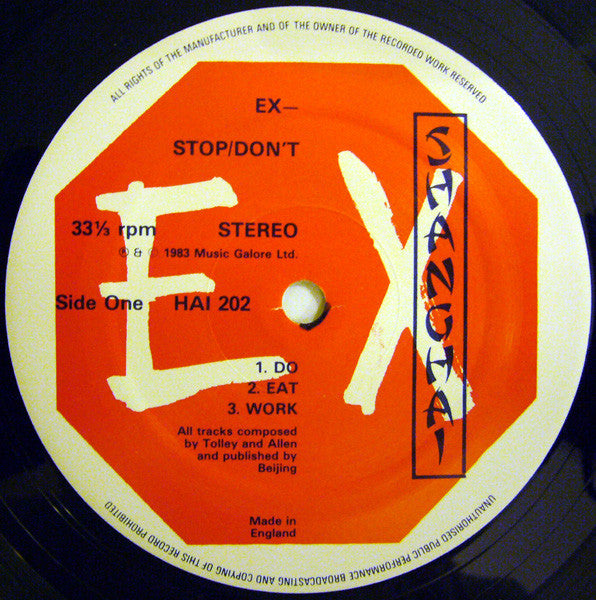 ALL RIGHTS OF THE MANUFACTURER AND OF THE OWNER OF THE RECORDED WORK RESERVED
EX—
STOP/DON'T
EX
SHANGHAI
33⅓ rpm STEREO
℗ & © 1983 Music Galore Ltd.
Side One HAI 202
1. DO
2. EAT
3. WORK
All tracks composed
by Tolley and Allen
and published by
Beijing
Made in
England
UNAUTHORISED PUBLIC PERFORMANCE BROADCASTING AND COPYING OF THIS RECORD PROHIBITED